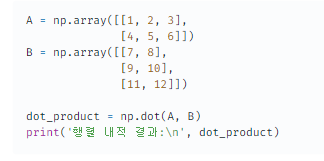 A = np.array([[1, 2, 3],
              [4, 5, 6]])
B = np.array([[7, 8],
              [9, 10],
              [11, 12]])

dot_product = np.dot(A, B)
print('행렬 내적 결과:\n', dot_product)